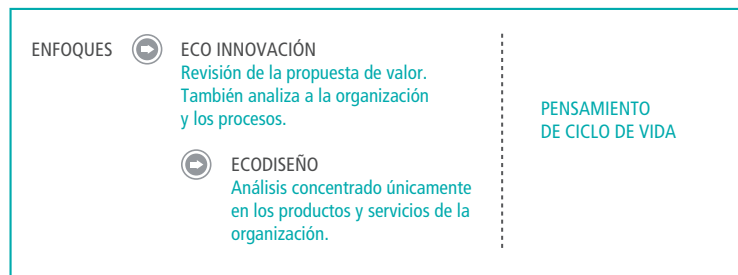 ENFOQUES
ECO INNOVACIÓN
Revisión de la propuesta de valor.
También analiza a la organización
y los procesos.
ECODISEÑO
Análisis concentrado únicamente
en los productos y servicios de la
organización.
PENSAMIENTO
DE CICLO DE VIDA